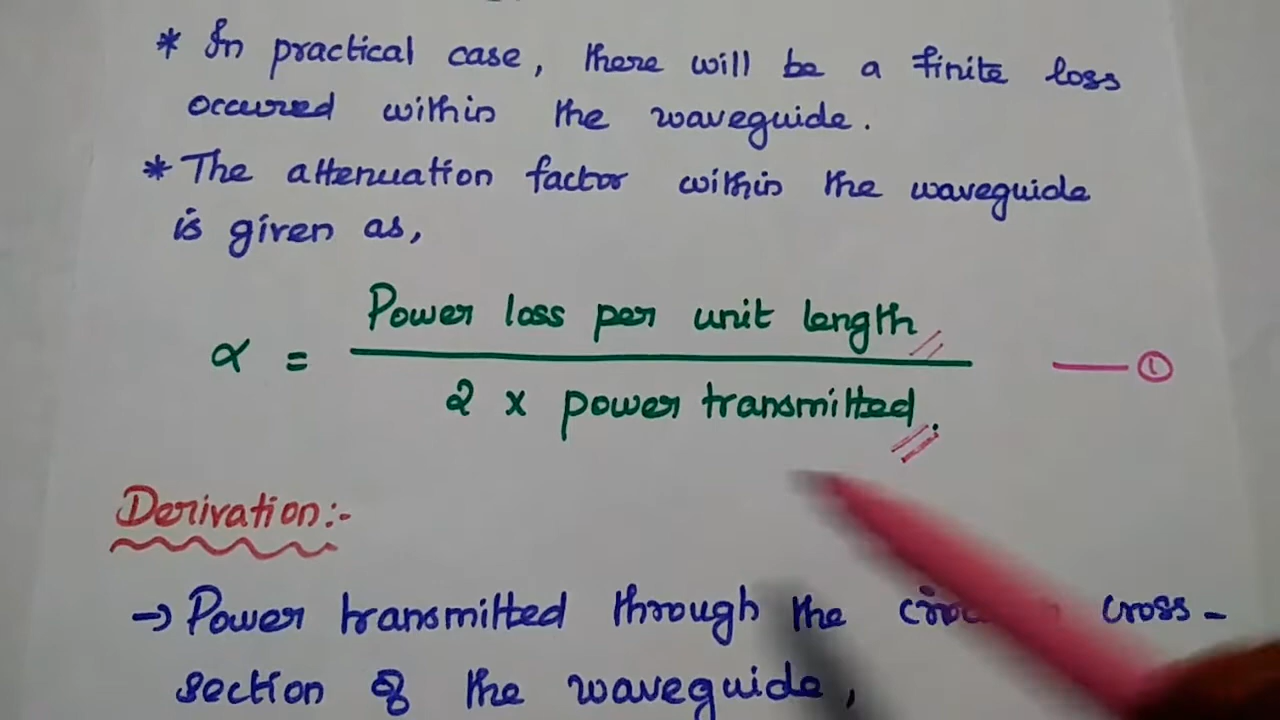 * In practical case, there will be a finite loss
occured within the waveguide.
* The attenuation factor within the waveguide
is given as,
α = Power loss per unit length / 2 x power transmitted. — ①
Derivation:-
→ Power transmitted through the cross-
section of the waveguide,